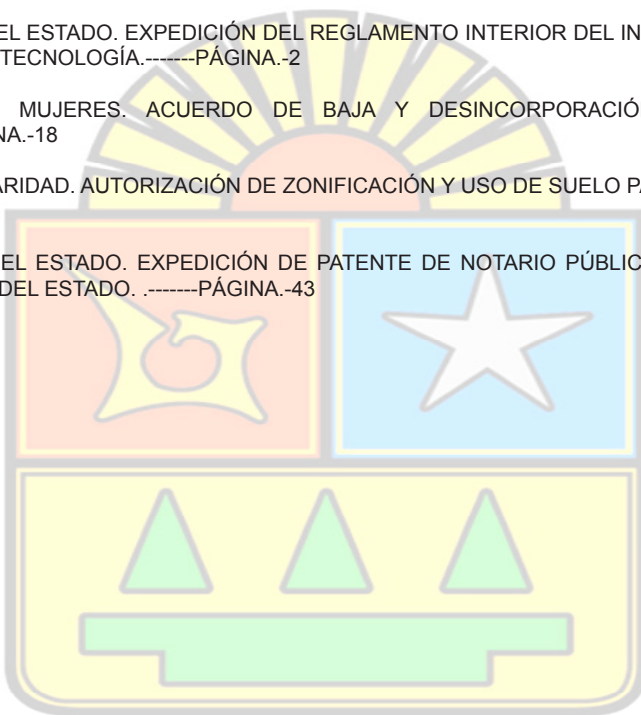 EL ESTADO. EXPEDICIÓN DEL REGLAMENTO INTERIOR DEL IN
TECNOLOGÍA.-------PÁGINA.-2
MUJERES. ACUERDO DE BAJA Y DESINCORPORACIÓ
NA.-18
ARIDAD. AUTORIZACIÓN DE ZONIFICACIÓN Y USO DE SUELO PA
EL ESTADO. EXPEDICIÓN DE PATENTE DE NOTARIO PÚBLIC
DEL ESTADO. .-------PÁGINA.-43